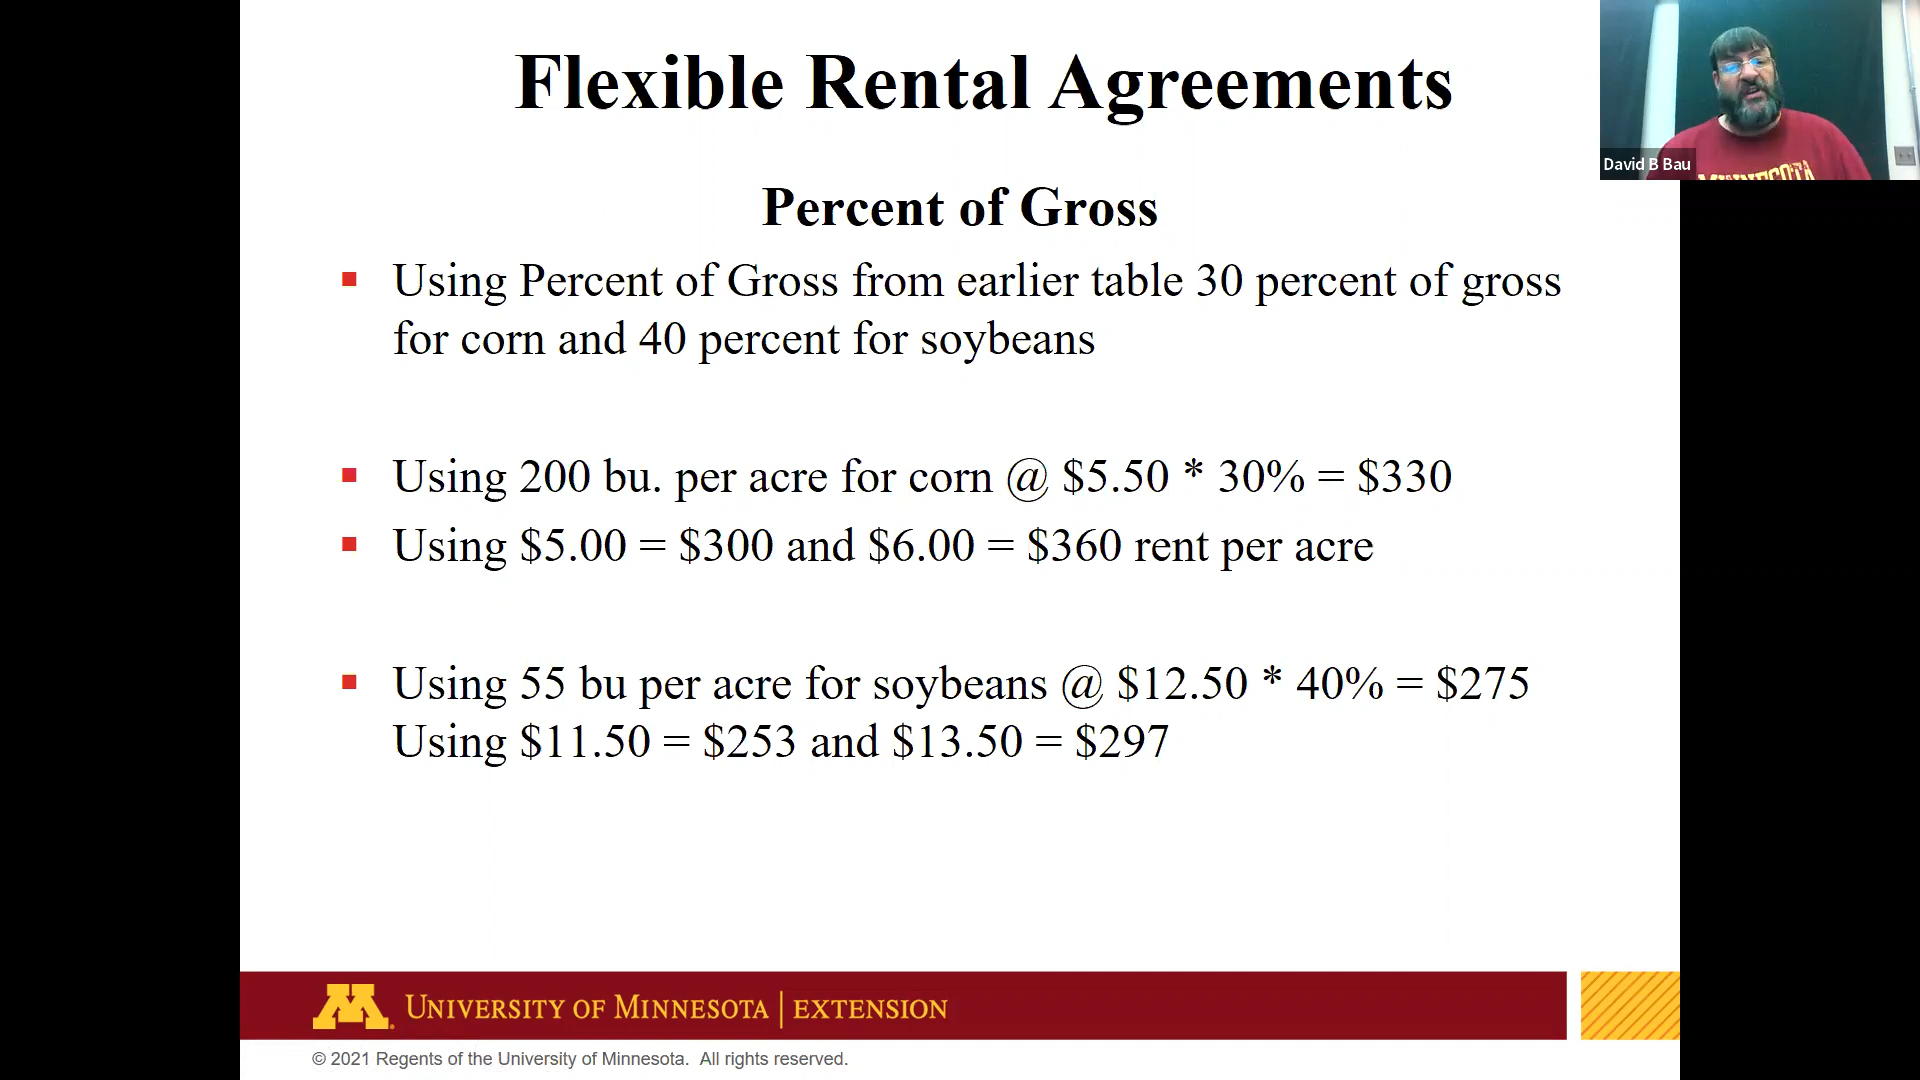 Flexible Rental Agreements
David B Bau
MINNESOTA
Percent of Gross
▪ Using Percent of Gross from earlier table 30 percent of gross
for corn and 40 percent for soybeans
▪ Using 200 bu. per acre for corn @ $5.50 * 30% = $330
▪ Using $5.00 = $300 and $6.00 = $360 rent per acre
▪ Using 55 bu per acre for soybeans @ $12.50 * 40% = $275
Using $11.50 = $253 and $13.50 = $297
M UNIVERSITY OF MINNESOTA | EXTENSION
© 2021 Regents of the University of Minnesota. All rights reserved.